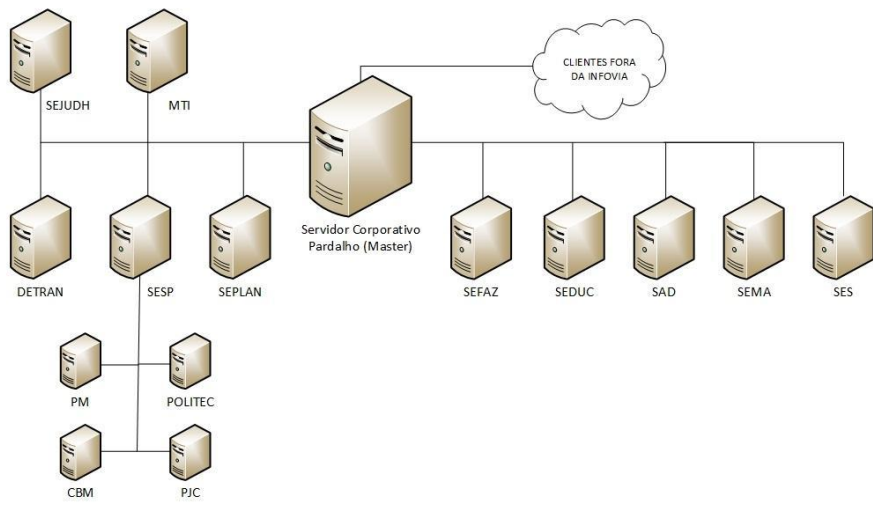 CLIENTES FORA
DA INFOVIA
SEJUDH
MTI
Servidor Corporativo
Pardalho (Master)
DETRAN
SESP
SEPLAN
SEFAZ
SEDUC
SAD
SEMA
SES
PM
POLITEC
CBM
PJC